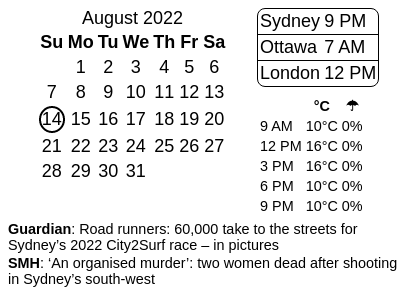 August 2022
Su Mo Tu We Th Fr Sa
1 2 3 4 5 6
7 8 9 10 11 12 13
14 15 16 17 18 19 20
21 22 23 24 25 26 27
28 29 30 31
Sydney 9 PM
Ottawa 7 AM
London 12 PM
°C ☂
9 AM 10°C 0%
12 PM 16°C 0%
3 PM 16°C 0%
6 PM 10°C 0%
9 PM 10°C 0%
Guardian: Road runners: 60,000 take to the streets for
Sydney’s 2022 City2Surf race – in pictures
SMH: ‘An organised murder’: two women dead after shooting
in Sydney’s south-west